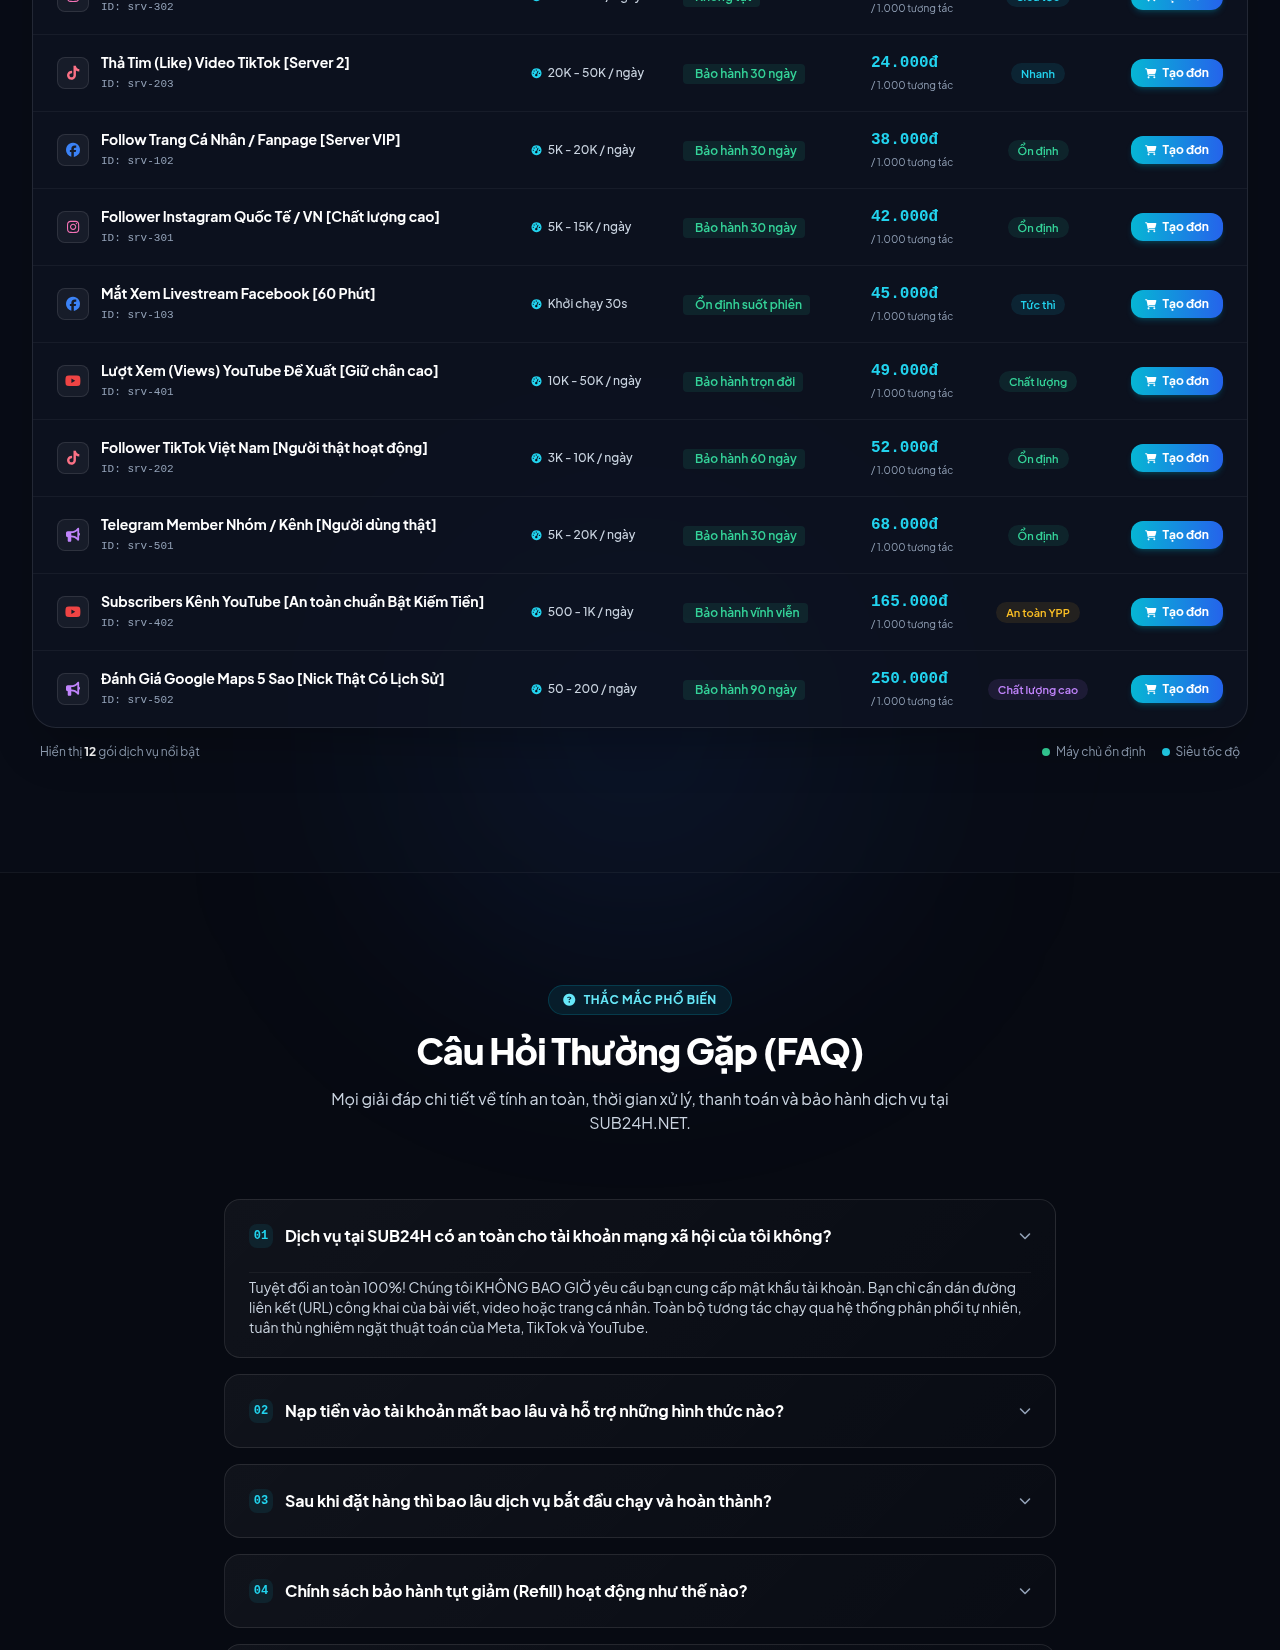 ID: srv-302
/ 1.000 tương tác
Thả Tim (Like) Video TikTok [Server 2]
ID: srv-203
20K - 50K / ngày
Bảo hành 30 ngày
24.000đ
/ 1.000 tương tác
Nhanh
Tạo đơn
Follow Trang Cá Nhân / Fanpage [Server VIP]
ID: srv-102
5K - 20K / ngày
Bảo hành 30 ngày
38.000đ
/ 1.000 tương tác
Ổn định
Tạo đơn
Follower Instagram Quốc Tế / VN [Chất lượng cao]
ID: srv-301
5K - 15K / ngày
Bảo hành 30 ngày
42.000đ
/ 1.000 tương tác
Ổn định
Tạo đơn
Mắt Xem Livestream Facebook [60 Phút]
ID: srv-103
Khởi chạy 30s
Ổn định suốt phiên
45.000đ
/ 1.000 tương tác
Tức thì
Tạo đơn
Lượt Xem (Views) YouTube Đề Xuất [Giữ chân cao]
ID: srv-401
10K - 50K / ngày
Bảo hành trọn đời
49.000đ
/ 1.000 tương tác
Chất lượng
Tạo đơn
Follower TikTok Việt Nam [Người thật hoạt động]
ID: srv-202
3K - 10K / ngày
Bảo hành 60 ngày
52.000đ
/ 1.000 tương tác
Ổn định
Tạo đơn
Telegram Member Nhóm / Kênh [Người dùng thật]
ID: srv-501
5K - 20K / ngày
Bảo hành 30 ngày
68.000đ
/ 1.000 tương tác
Ổn định
Tạo đơn
Subscribers Kênh YouTube [An toàn chuẩn Bật Kiếm Tiền]
ID: srv-402
500 - 1K / ngày
Bảo hành vĩnh viễn
165.000đ
/ 1.000 tương tác
An toàn YPP
Tạo đơn
Đánh Giá Google Maps 5 Sao [Nick Thật Có Lịch Sử]
ID: srv-502
50 - 200 / ngày
Bảo hành 90 ngày
250.000đ
/ 1.000 tương tác
Chất lượng cao
Tạo đơn
Hiển thị 12 gói dịch vụ nổi bật
Máy chủ ổn định
Siêu tốc độ
THẮC MẮC PHỔ BIẾN
Câu Hỏi Thường Gặp (FAQ)
Mọi giải đáp chi tiết về tính an toàn, thời gian xử lý, thanh toán và bảo hành dịch vụ tại
SUB24H.NET.
01 Dịch vụ tại SUB24H có an toàn cho tài khoản mạng xã hội của tôi không?
Tuyệt đối an toàn 100%! Chúng tôi KHÔNG BAO GIỜ yêu cầu bạn cung cấp mật khẩu tài khoản. Bạn chỉ cần dán đường
liên kết (URL) công khai của bài viết, video hoặc trang cá nhân. Toàn bộ tương tác chạy qua hệ thống phân phối tự nhiên,
tuân thủ nghiêm ngặt thuật toán của Meta, TikTok và YouTube.
02 Nạp tiền vào tài khoản mất bao lâu và hỗ trợ những hình thức nào?
03 Sau khi đặt hàng thì bao lâu dịch vụ bắt đầu chạy và hoàn thành?
04 Chính sách bảo hành tụt giảm (Refill) hoạt động như thế nào?